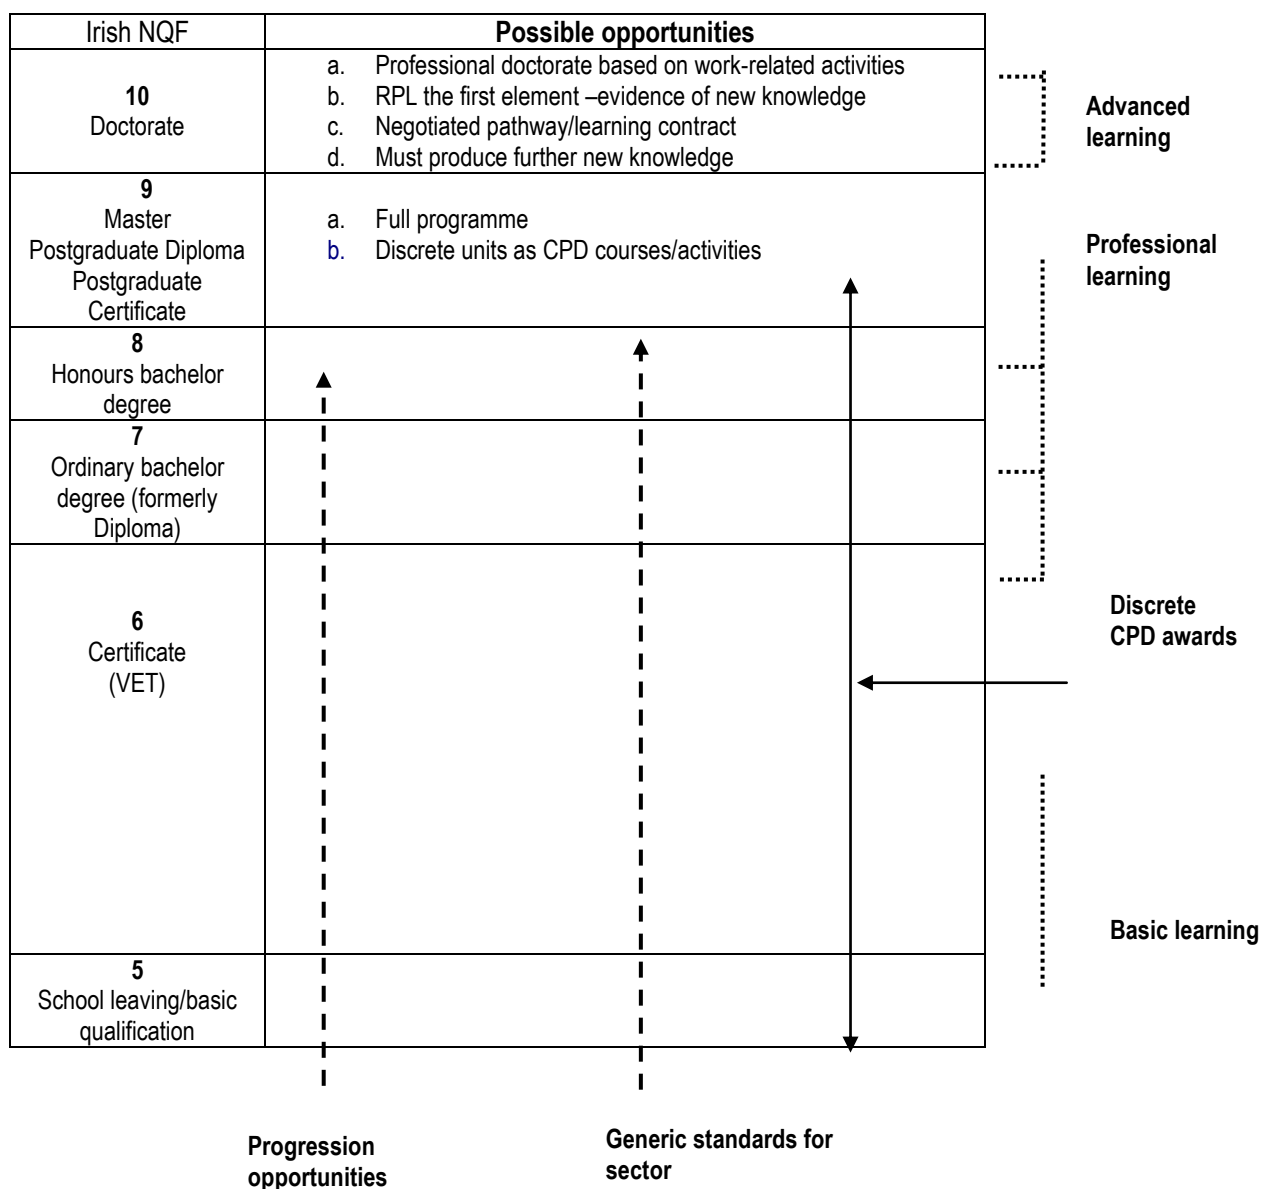 Irish NQF
Possible opportunities
10
Doctorate
a. Professional doctorate based on work-related activities
b. RPL the first element –evidence of new knowledge
c. Negotiated pathway/learning contract
d. Must produce further new knowledge
Advanced
learning
9
Master
Postgraduate Diploma
Postgraduate
Certificate
a. Full programme
b. Discrete units as CPD courses/activities
Professional
learning
8
Honours bachelor
degree
7
Ordinary bachelor
degree (formerly
Diploma)
6
Certificate
(VET)
Discrete
CPD awards
Basic learning
5
School leaving/basic
qualification
Progression
opportunities
Generic standards for
sector